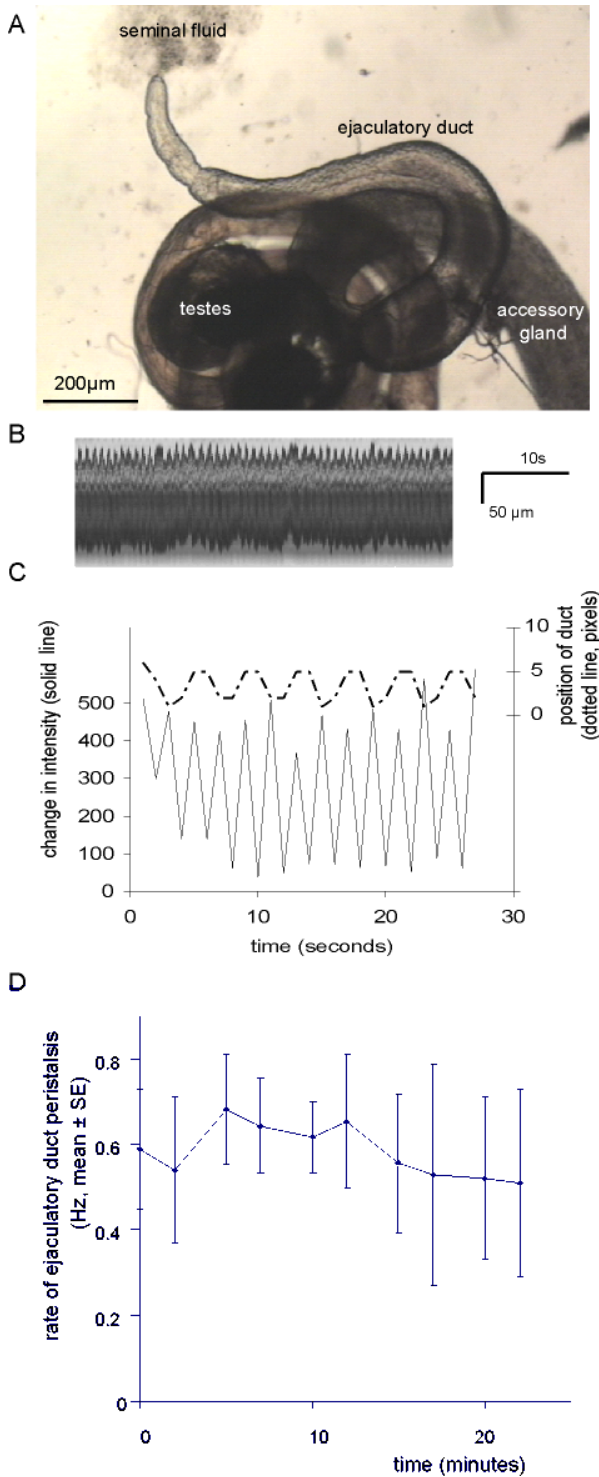 A
seminal fluid
ejaculatory duct
testes
accessory
gland
200µm
B
10s
50 µm
C
change in intensity (solid line)
500
400
300
200
100
0
0
10
20
30
time (seconds)
10
5
0
position of duct
(dotted line, pixels)
D
rate of ejaculatory duct peristalsis
(Hz, mean ± SE)
0.8
0.6
0.4
0.2
0
0
10
20
time (minutes)